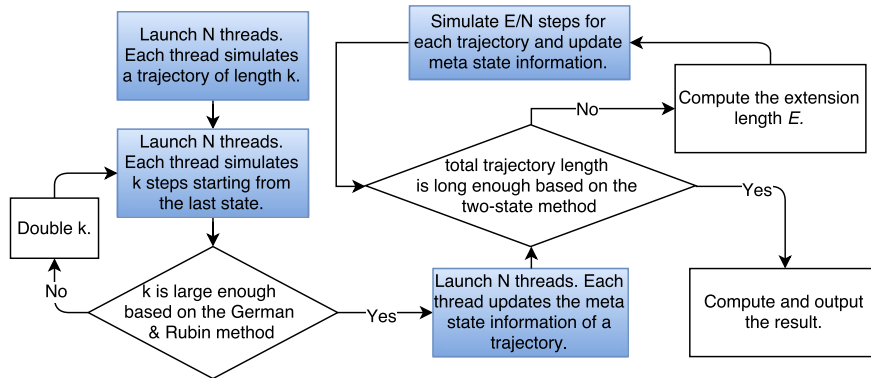 Launch N threads.
Each thread simulates
a trajectory of length k.
Launch N threads.
Each thread simulates
k steps starting from
the last state.
Double k.
No
k is large enough
based on the German
& Rubin method
Yes
Launch N threads. Each
thread updates the meta
state information of a
trajectory.
total trajectory length
is long enough based on the
two-state method
No
Compute the extension
length E.
Simulate E/N steps for
each trajectory and update
meta state information.
Yes
Compute and output
the result.